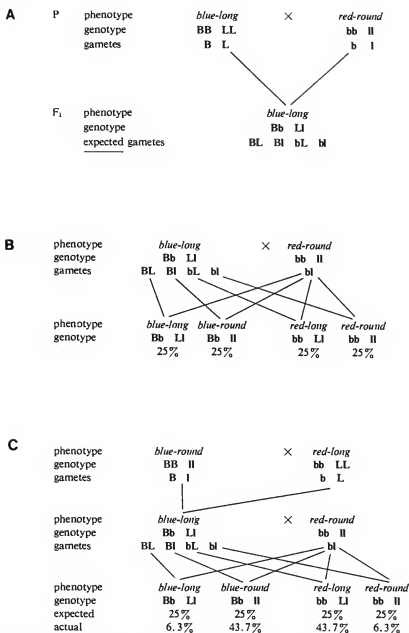 A P phenotype blue-long × red-round
genotype BB LL bb ll
gametes B L b l
F1 phenotype blue-long
genotype Bb Ll
expected gametes BL Bl bL bl
B phenotype blue-long × red-round
genotype Bb Ll bb ll
gametes BL Bl bL bl bl
phenotype blue-long blue-round red-long red-round
genotype Bb Ll Bb ll bb Ll bb ll
25% 25% 25% 25%
C phenotype blue-round × red-long
genotype BB ll bb LL
gametes B l b L
phenotype blue-long × red-round
genotype Bb Ll bb ll
gametes BL Bl bL bl bl
phenotype blue-long blue-round red-long red-round
genotype Bb Ll Bb ll bb Ll bb ll
expected 25% 25% 25% 25%
actual 6.3% 43.7% 43.7% 6.3%